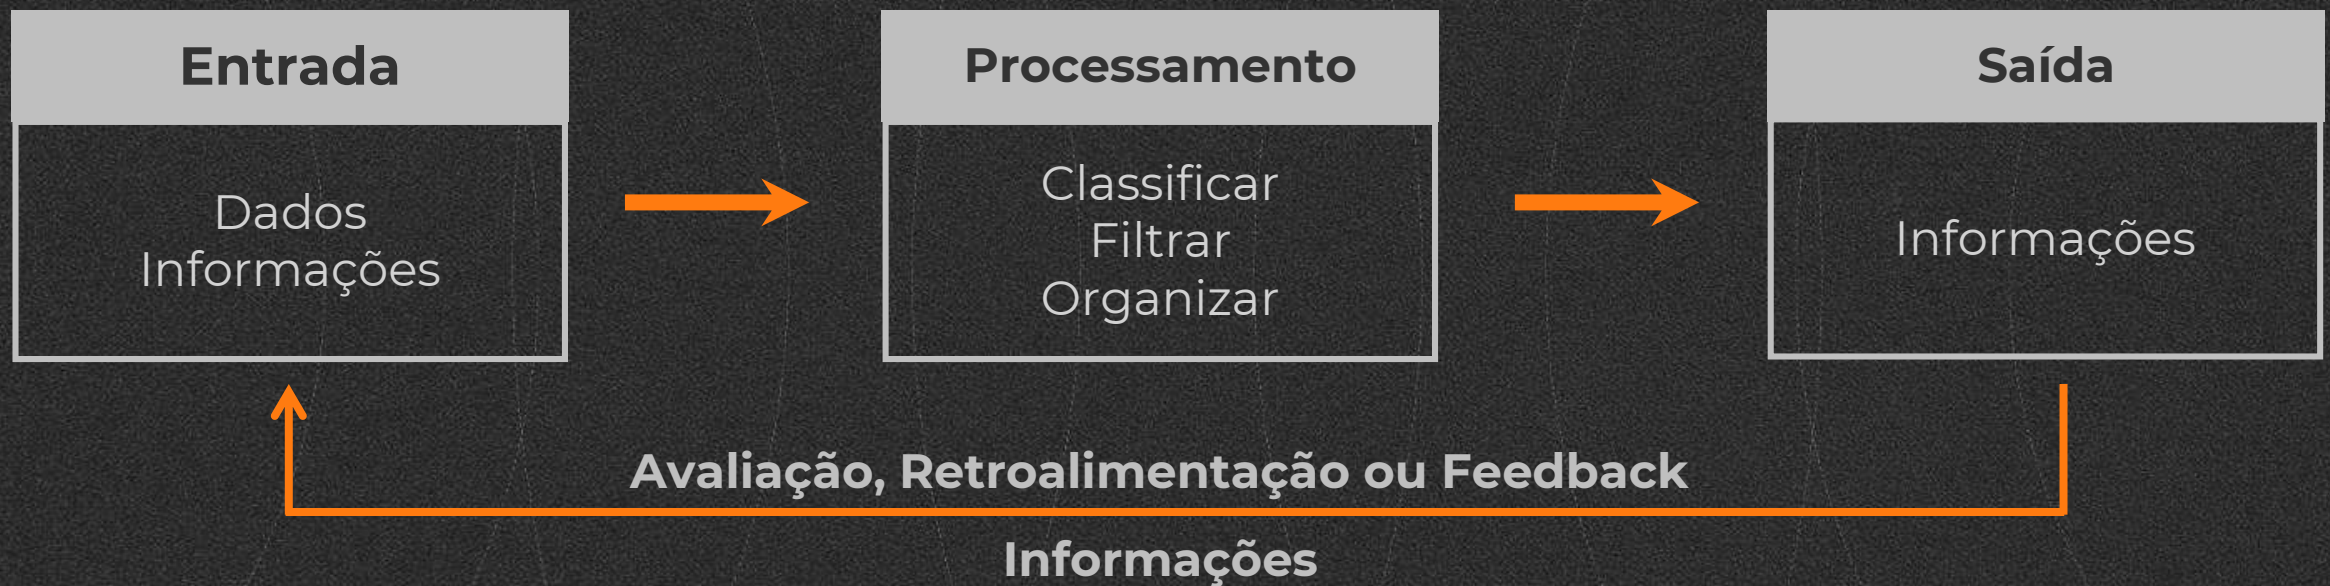 Entrada
Dados
Informações
Processamento
Classificar
Filtrar
Organizar
Saída
Informações
Avaliação, Retroalimentação ou Feedback
Informações